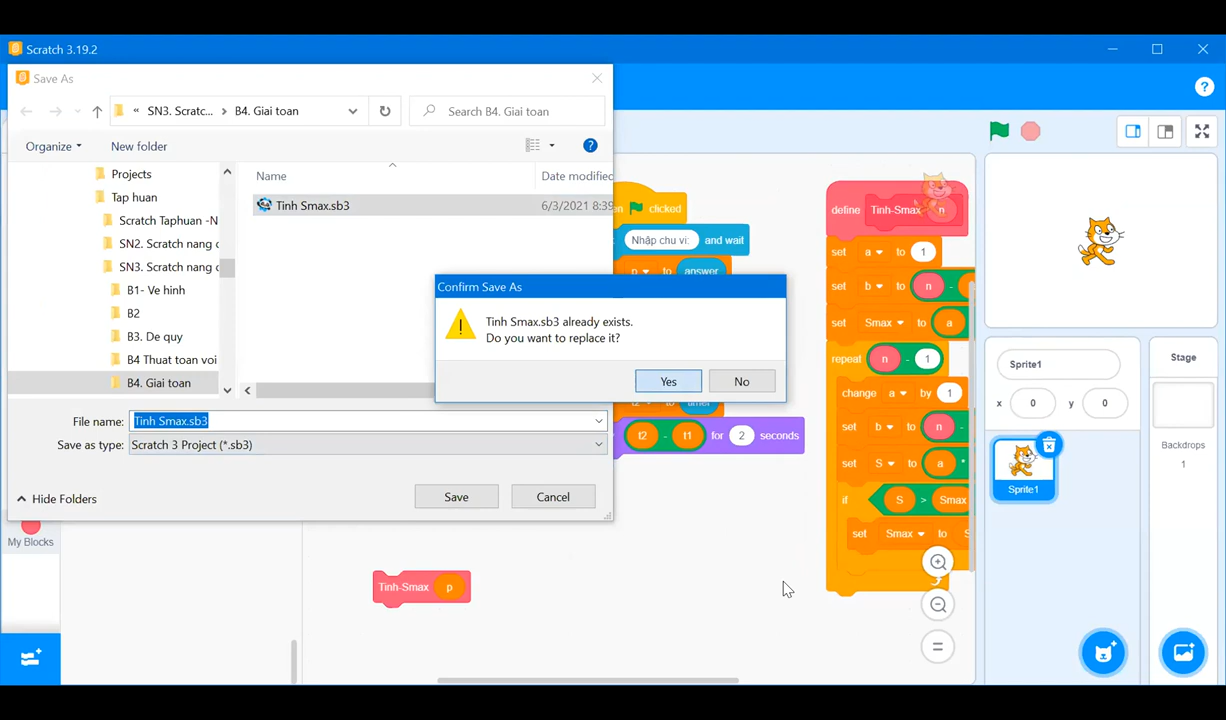 Scratch 3.19.2
Save As
« SN3. Scratc... › B4. Giai toan
Search B4. Giai toan
Organize
New folder
Projects
Tap huan
Scratch Taphuan -N
SN2. Scratch nang c
SN3. Scratch nang c
B1- Ve hinh
B2
B3. De quy
B4 Thuat toan voi
B4. Giai toan
Name
Date modified
Tinh Smax.sb3
6/3/2021 8:39
Confirm Save As
Tinh Smax.sb3 already exists.
Do you want to replace it?
Yes
No
File name: Tinh Smax.sb3
Save as type: Scratch 3 Project (*.sb3)
Hide Folders
Save
Cancel
clicked
Nhập chu vi: and wait
to answer
t2 - t1 for 2 seconds
define Tinh-Smax n
set a to 1
set b to n -
set Smax to a
repeat n - 1
change a by 1
set b to n -
set S to a *
if S > Smax
set Smax to S
Tinh-Smax p
My Blocks
Sprite1
x 0 y 0
Sprite1
Stage
Backdrops
1